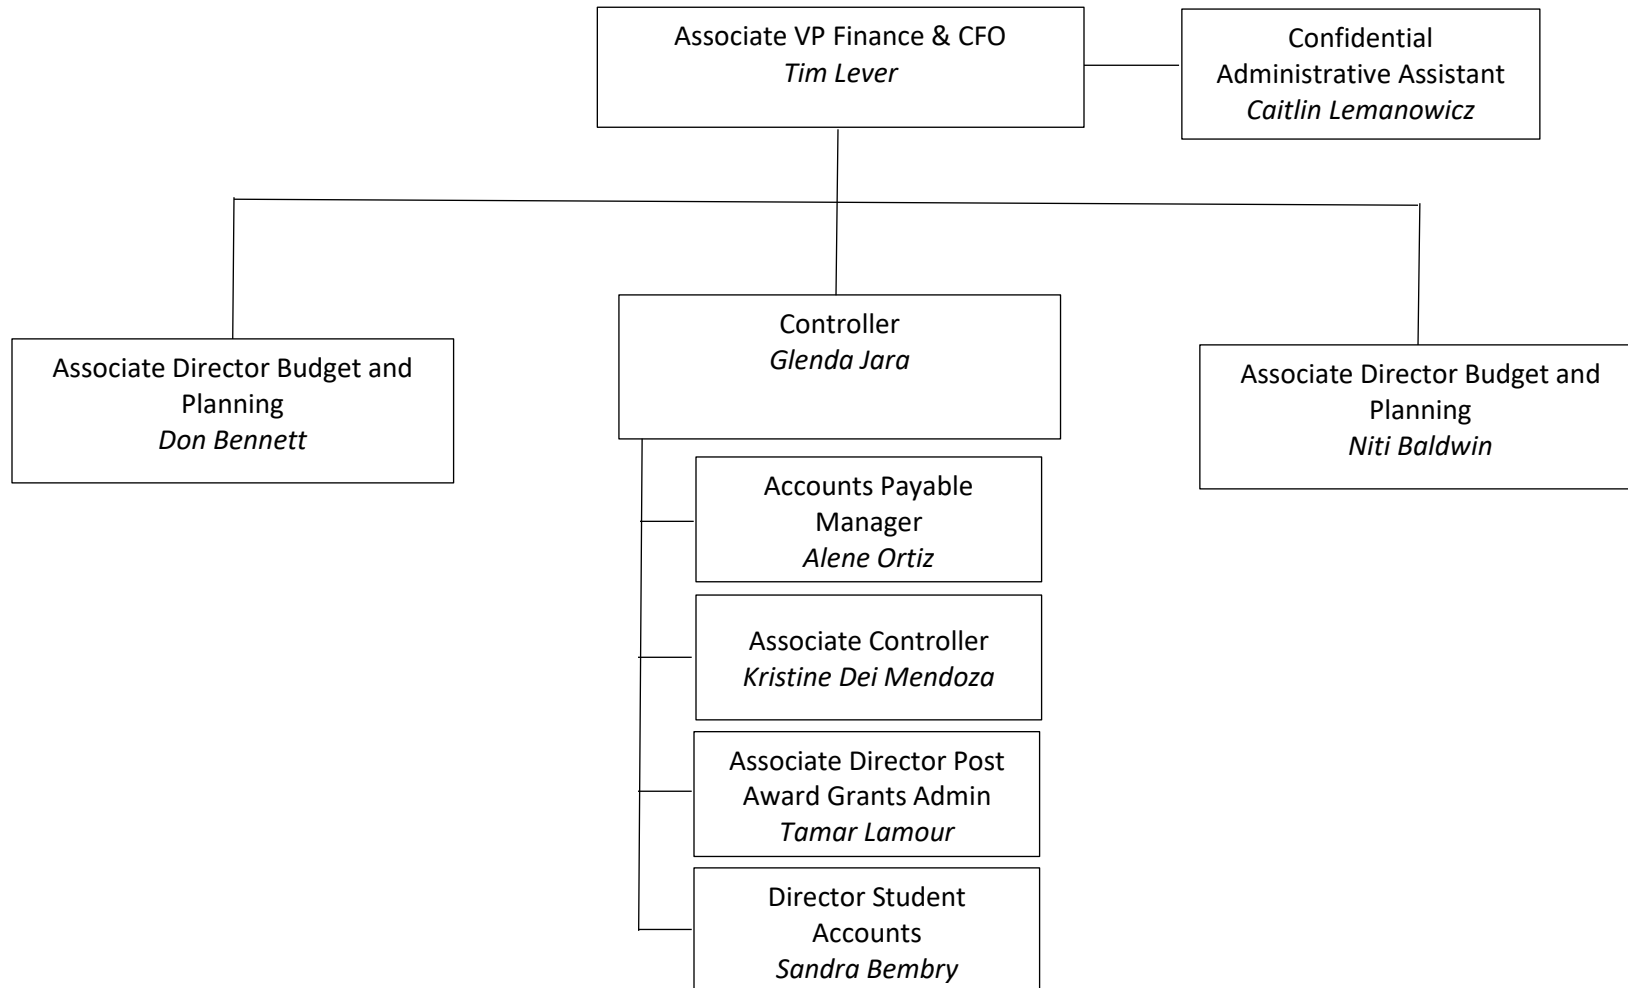 Associate VP Finance & CFO
Tim Lever
Confidential
Administrative Assistant
Caitlin Lemanowicz
Associate Director Budget and
Planning
Don Bennett
Controller
Glenda Jara
Associate Director Budget and
Planning
Niti Baldwin
Accounts Payable
Manager
Alene Ortiz
Associate Controller
Kristine Dei Mendoza
Associate Director Post
Award Grants Admin
Tamar Lamour
Director Student
Accounts
Sandra Bembry